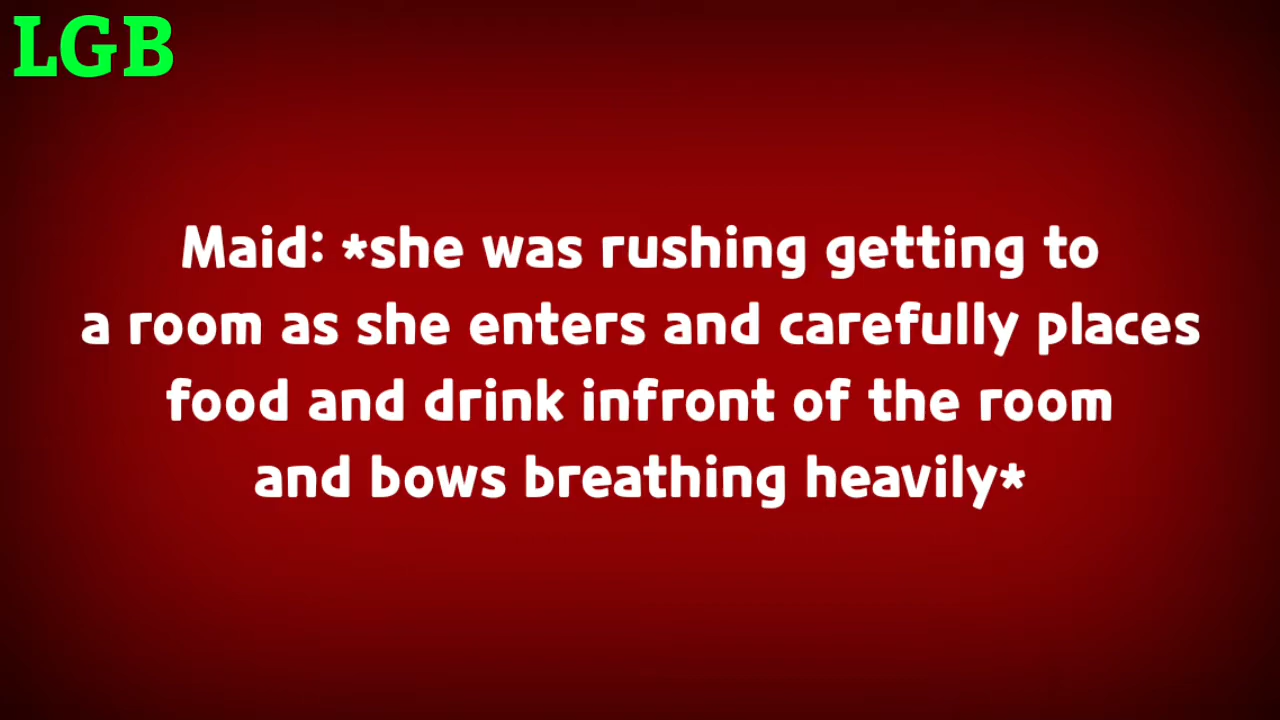 LGB
Maid: *she was rushing getting to
a room as she enters and carefully places
food and drink infront of the room
and bows breathing heavily*